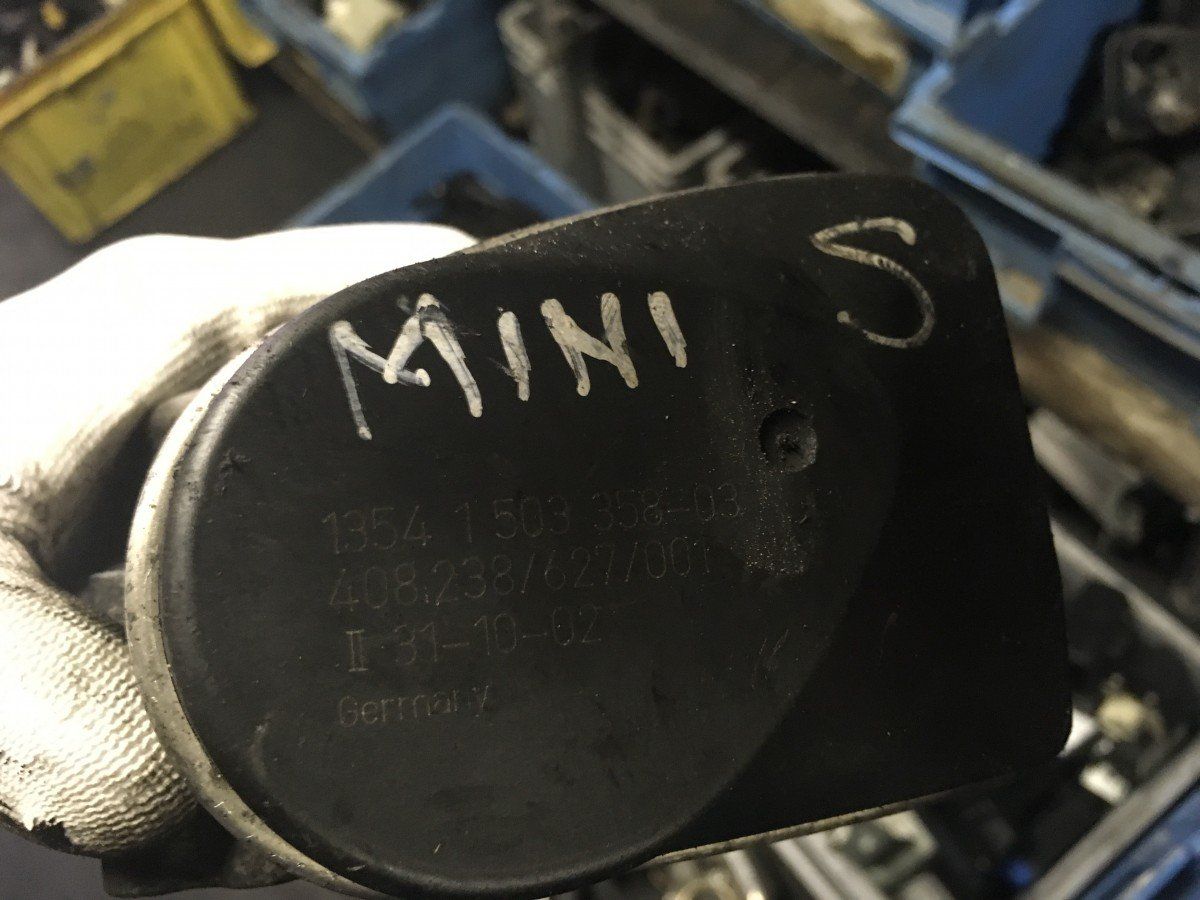 MINI S
1354 1 503 358-03
408.238/627/001
II 31-10-02
Germany